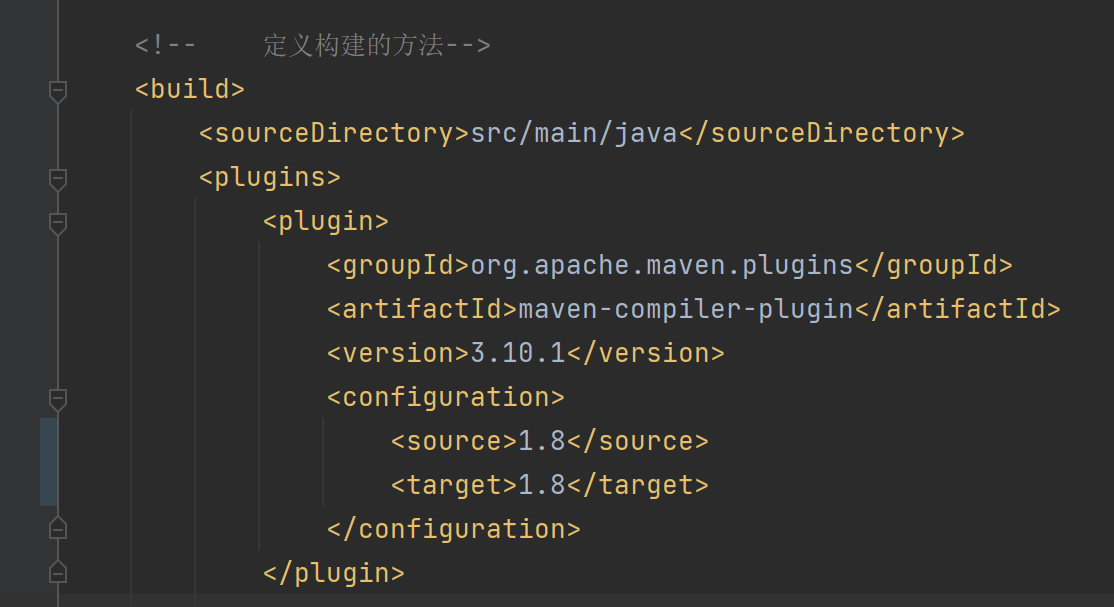 <!--    定义构建的方法-->
<build>
<sourceDirectory>src/main/java</sourceDirectory>
<plugins>
<plugin>
<groupId>org.apache.maven.plugins</groupId>
<artifactId>maven-compiler-plugin</artifactId>
<version>3.10.1</version>
<configuration>
<source>1.8</source>
<target>1.8</target>
</configuration>
</plugin>